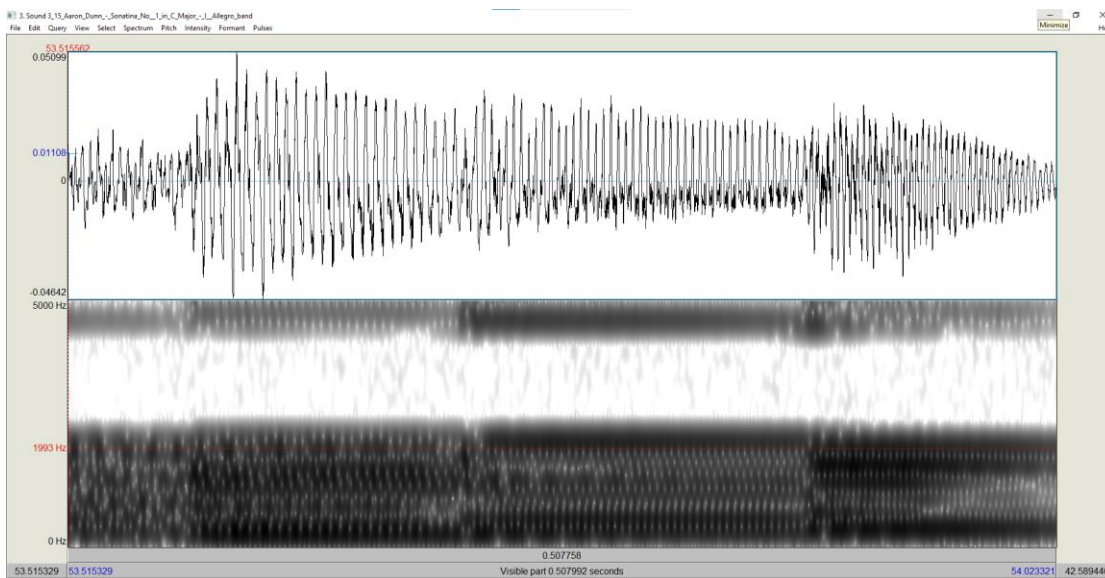 3. Sound 3_15_Aaron_Dunn_-_Sonatina_No__1_in_C_Major_-_I__Allegro_band
File Edit Query View Select Spectrum Pitch Intensity Formant Pulses
Minimize
53.515562
0.05099
0.01108
0
-0.04642
5000 Hz
1993 Hz
0 Hz
0.507758
53.515329 53.515329 Visible part 0.507992 seconds 54.023321